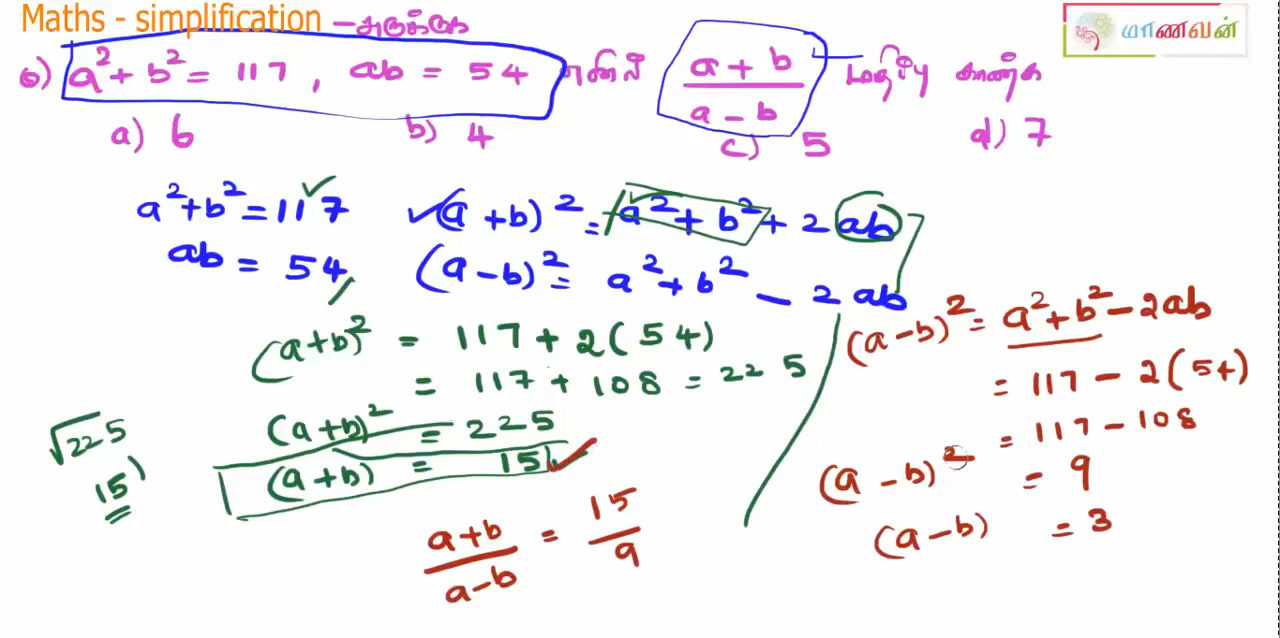 Maths - simplification - சுருக்குக
மாணவன்
6) a² + b² = 117, ab = 54 எனில் a + b / a - b மதிப்பு காண்க
a) 6 b) 4 c) 5 d) 7
a² + b² = 117 (a + b)² = a² + b² + 2ab
ab = 54 (a - b)² = a² + b² - 2ab
(a + b)² = 117 + 2(54)
= 117 + 108 = 225
(a + b)² = 225
(a + b) = 15
√225
15
a + b / a - b = 15 / 9
(a - b)² = a² + b² - 2ab
= 117 - 2(54)
= 117 - 108
(a - b)² = 9
(a - b) = 3